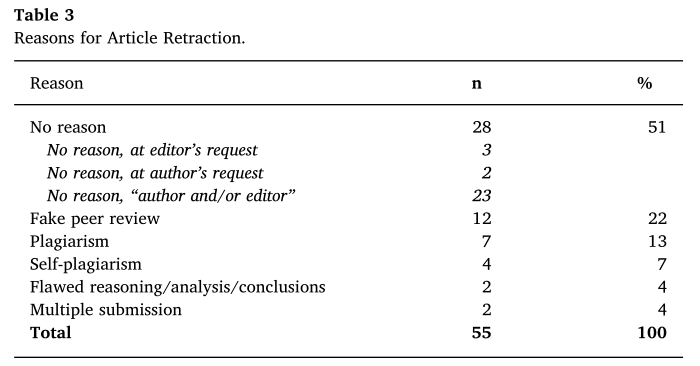 Table 3
Reasons for Article Retraction.
Reason n %
No reason 28 51
No reason, at editor's request 3
No reason, at author's request 2
No reason, “author and/or editor” 23
Fake peer review 12 22
Plagiarism 7 13
Self-plagiarism 4 7
Flawed reasoning/analysis/conclusions 2 4
Multiple submission 2 4
Total 55 100